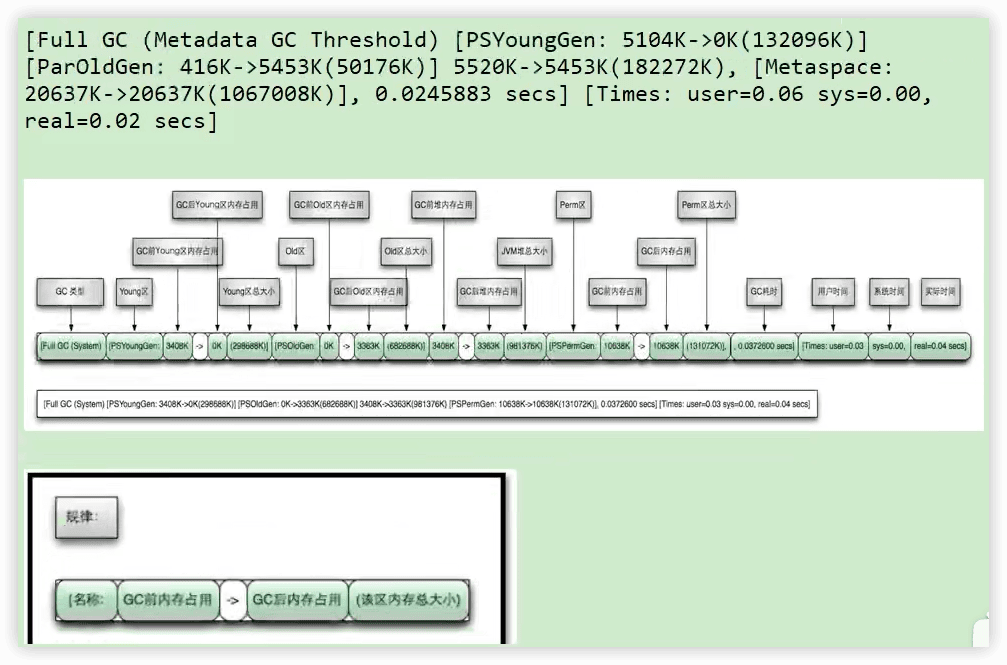 [Full GC (Metadata GC Threshold) [PSYoungGen: 5104K->0K(132096K)]
[ParOldGen: 416K->5453K(50176K)] 5520K->5453K(182272K), [Metaspace:
20637K->20637K(1067008K)], 0.0245883 secs] [Times: user=0.06 sys=0.00,
real=0.02 secs]
GC后Young区内存占用 GC前Old区内存占用 GC前堆内存占用 Perm区 Perm区总大小
GC前Young区内存占用 Old区 Old区总大小 JVM堆总大小 GC后内存占用
GC 类型 Young区 Young区总大小 GC后Old区内存占用 GC后堆内存占用 GC前内存占用 GC耗时 用户时间 系统时间 实际时间
[Full GC (System) [PSYoungGen: 3408K -> 0K (298688K)] [PSOldGen: 0K -> 3363K (682688K)] 3408K -> 3363K (981376K) [PSPermGen: 10638K -> 10638K (131072K)], , 0.0372600 secs] [Times: user=0.03 sys=0.00, real=0.04 secs]
[Full GC (System) [PSYoungGen: 3408K->0K(298688K)] [PSOldGen: 0K->3363K(682688K)] 3408K->3363K(981376K) [PSPermGen: 10638K->10638K(131072K)], 0.0372600 secs] [Times: user=0.03 sys=0.00, real=0.04 secs]
规律:
[名称: GC前内存占用 -> GC后内存占用 (该区内存总大小)